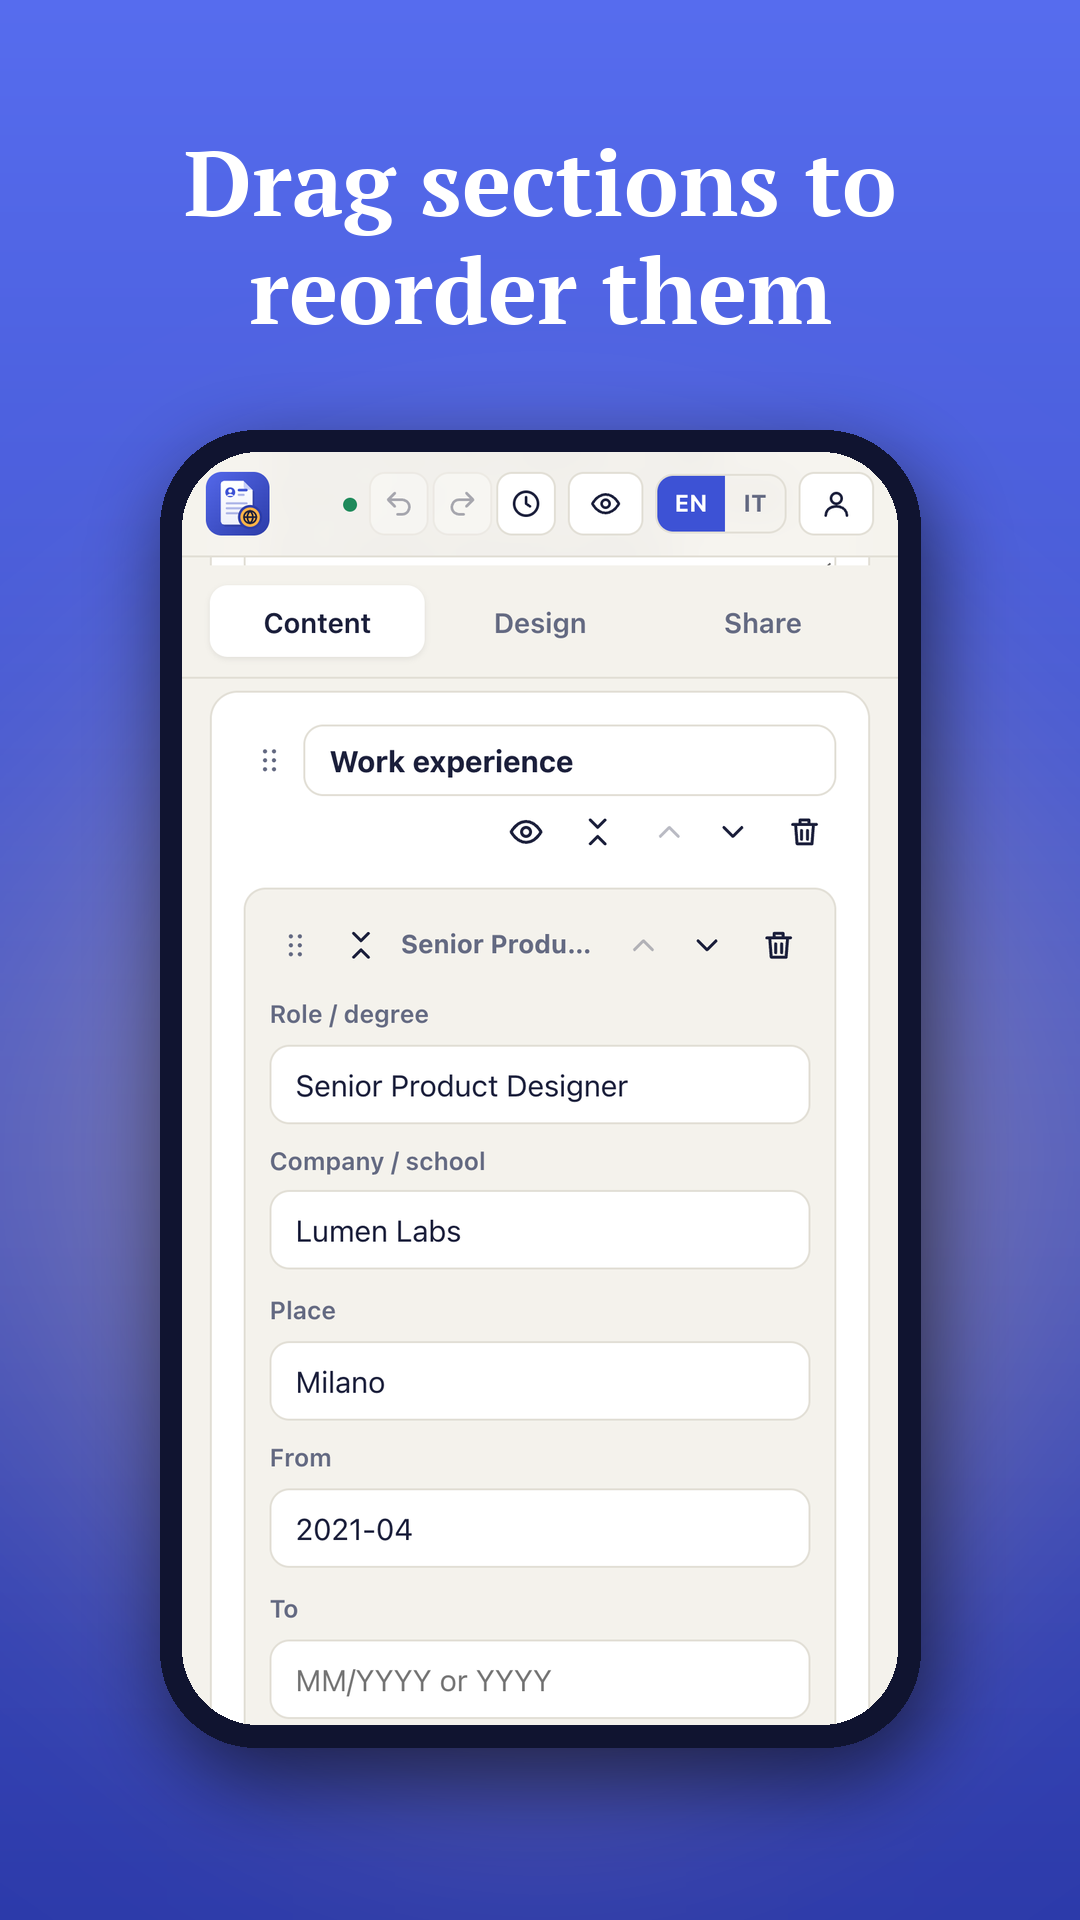 Drag sections to
reorder them
EN IT
Content Design Share
Work experience
Senior Produ...
Role / degree
Senior Product Designer
Company / school
Lumen Labs
Place
Milano
From
2021-04
To
MM/YYYY or YYYY